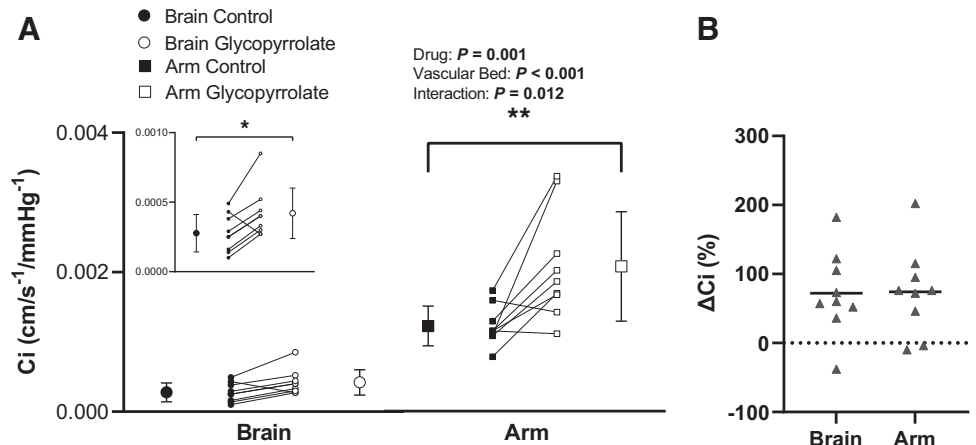 A
Brain Control
Brain Glycopyrrolate
Arm Control
Arm Glycopyrrolate
Drug: P = 0.001
Vascular Bed: P < 0.001
Interaction: P = 0.012
*
**
0.0010
0.0005
0.0000
0.004
0.002
0.000
Ci (cm/s⁻¹/mmHg⁻¹)
Brain
Arm
B
300
200
100
0
-100
ΔCi (%)
Brain
Arm